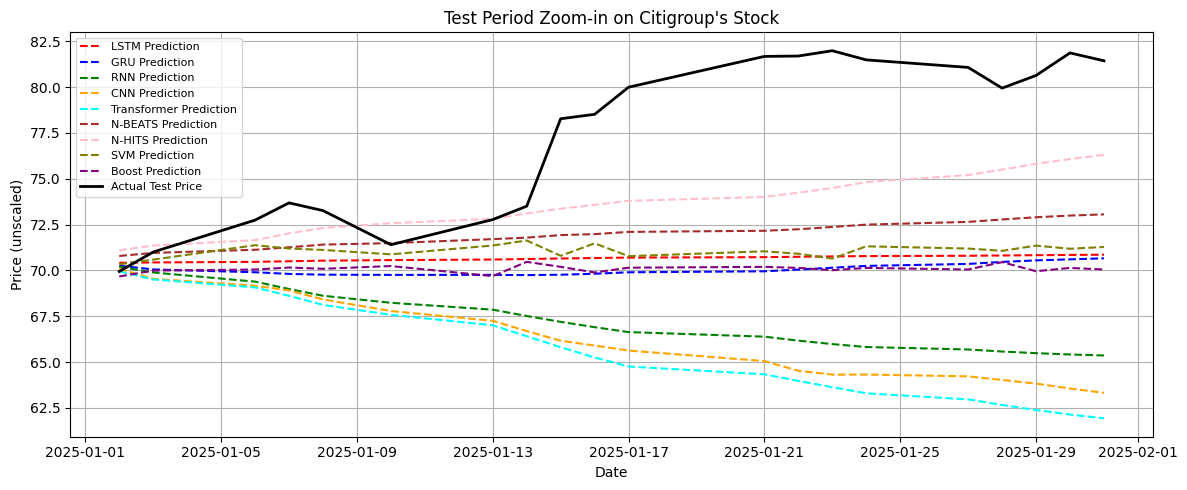 Test Period Zoom-in on Citigroup's Stock
Price (unscaled)
82.5
80.0
77.5
75.0
72.5
70.0
67.5
65.0
62.5
LSTM Prediction
GRU Prediction
RNN Prediction
CNN Prediction
Transformer Prediction
N-BEATS Prediction
N-HITS Prediction
SVM Prediction
Boost Prediction
Actual Test Price
2025-01-01
2025-01-05
2025-01-09
2025-01-13
2025-01-17
2025-01-21
2025-01-25
2025-01-29
2025-02-01
Date